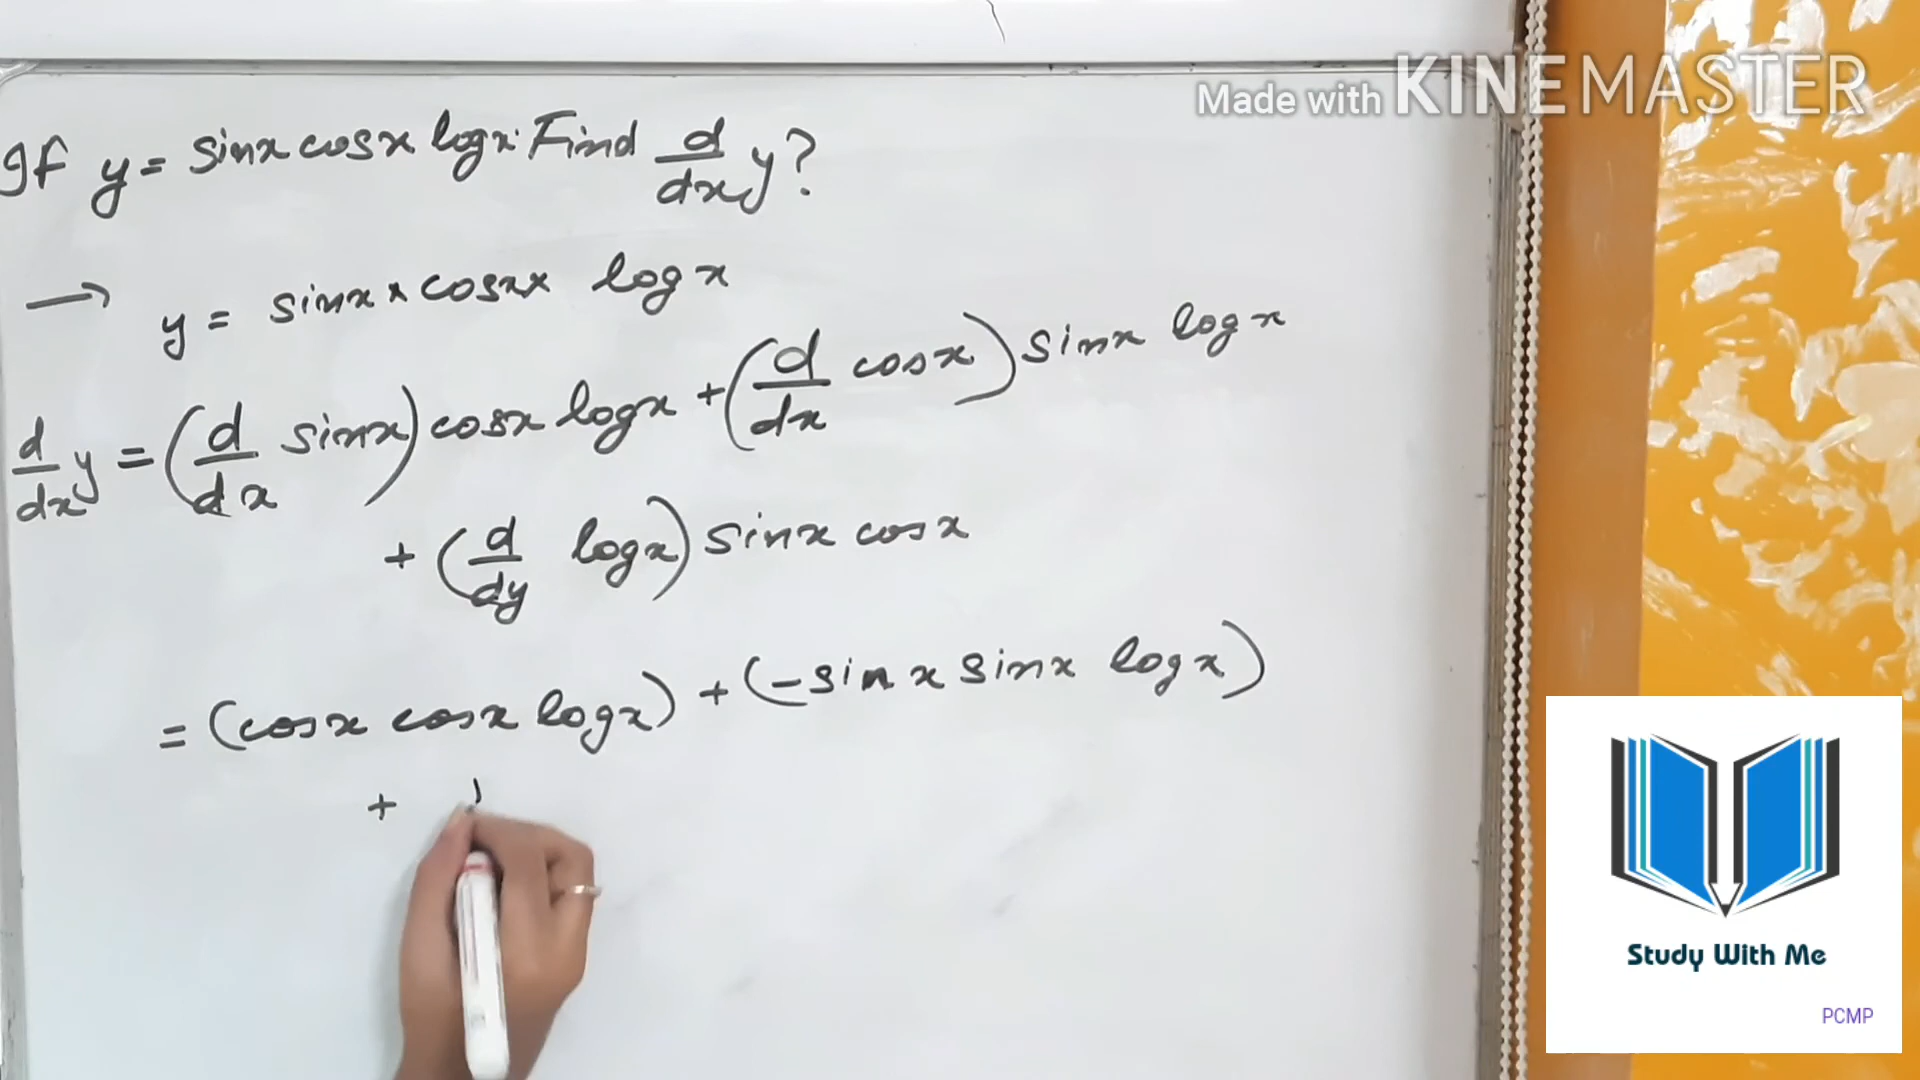 Made with KINEMASTER
If y = sinx cosx logx. Find d/dx y?
→ y = sinx × cosx × logx
d/dx y = (d/dx sinx) cosx logx + (d/dx cosx) sinx logx
+ (d/dy logx) sinx cosx
= (cosx cosx logx) + (-sinx sinx logx)
+
Study With Me
PCMP